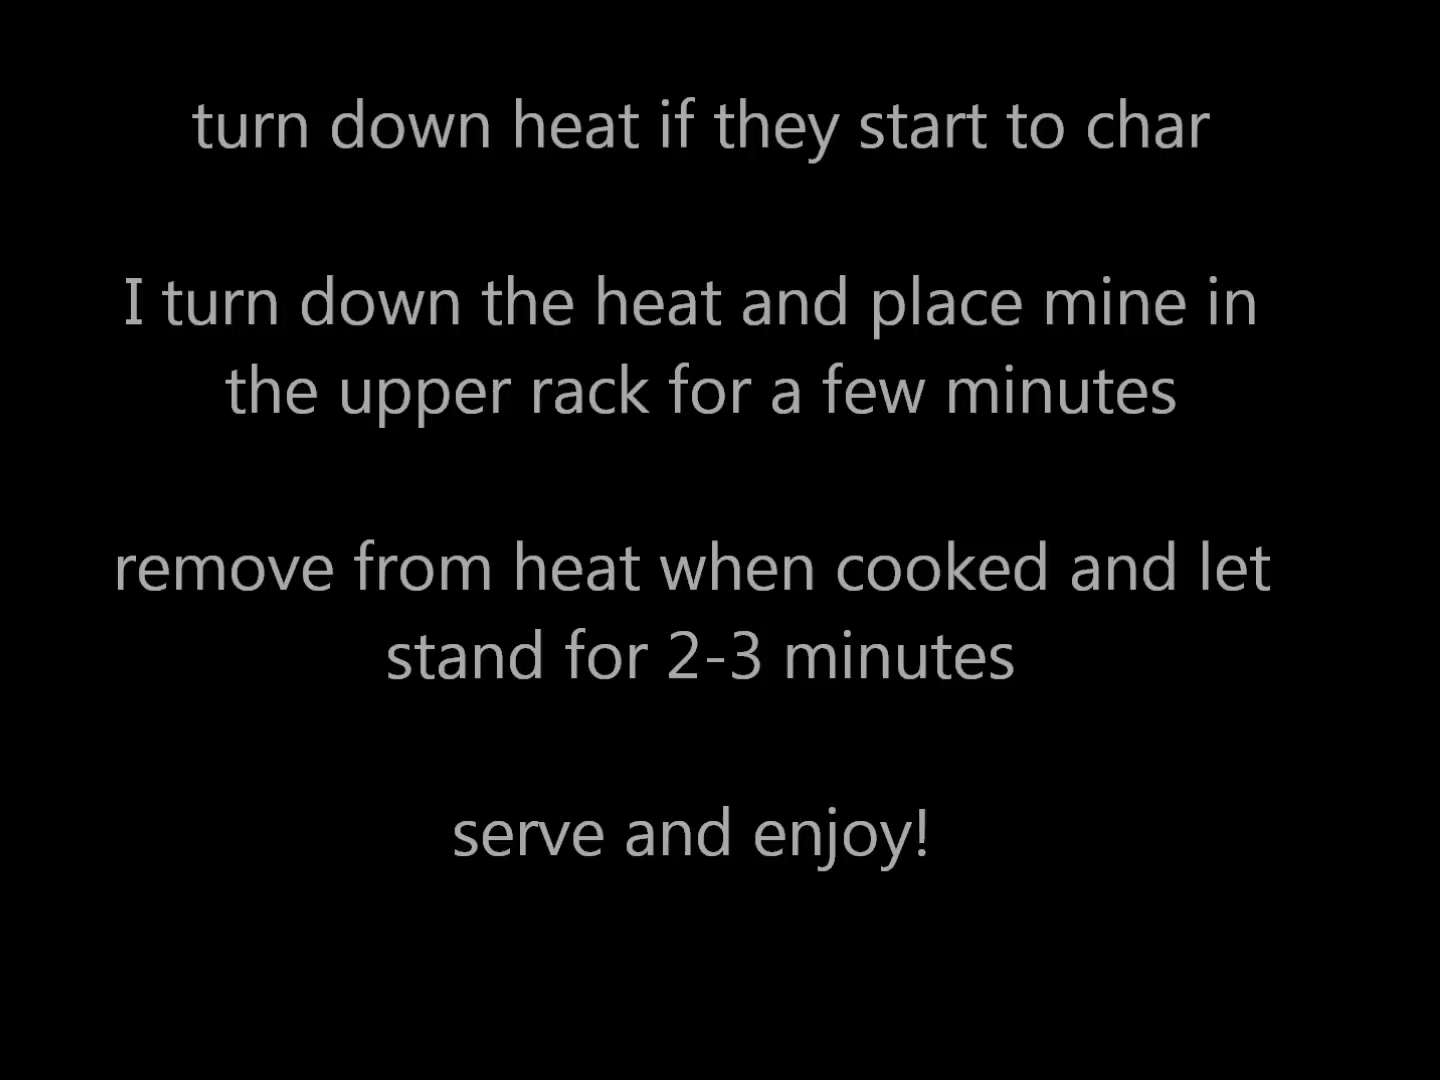 turn down heat if they start to char
I turn down the heat and place mine in
the upper rack for a few minutes
remove from heat when cooked and let
stand for 2-3 minutes
serve and enjoy!